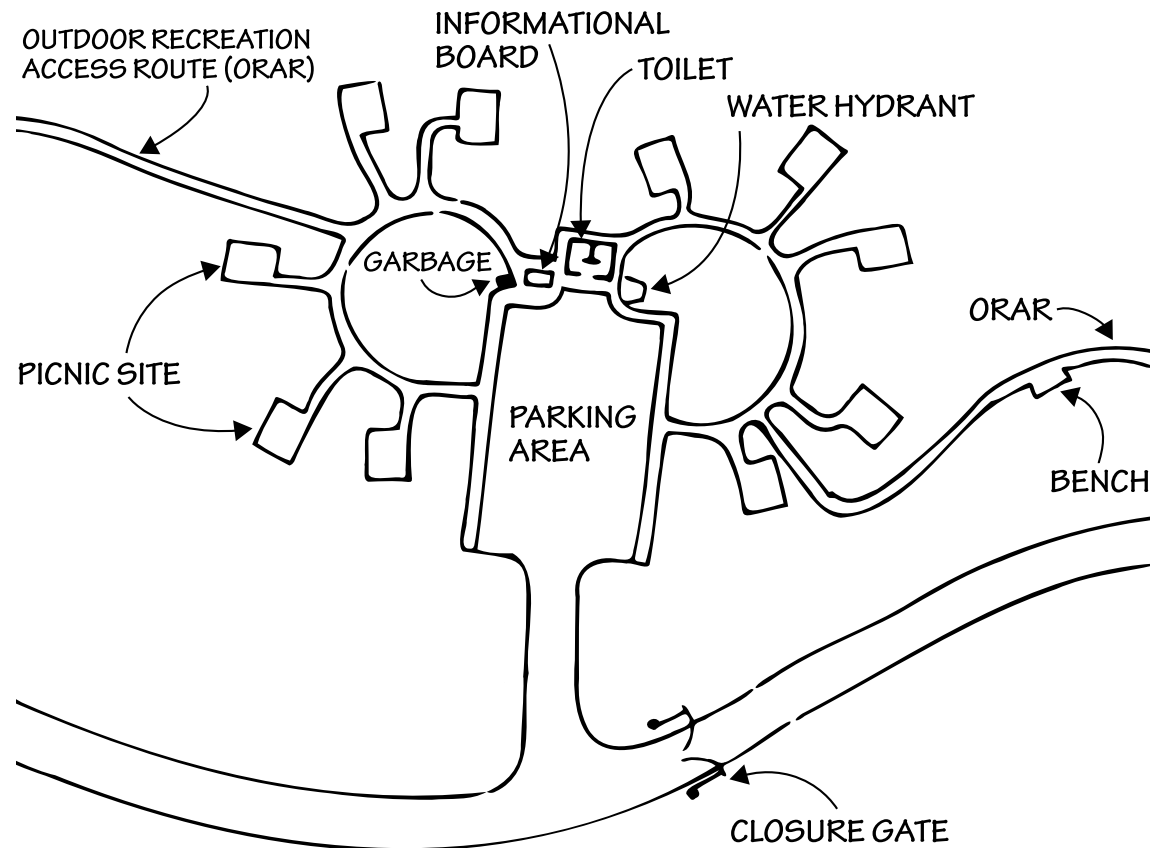 OUTDOOR RECREATION
ACCESS ROUTE (ORAR)
INFORMATIONAL
BOARD
TOILET
WATER HYDRANT
GARBAGE
ORAR
PICNIC SITE
PARKING
AREA
BENCH
CLOSURE GATE